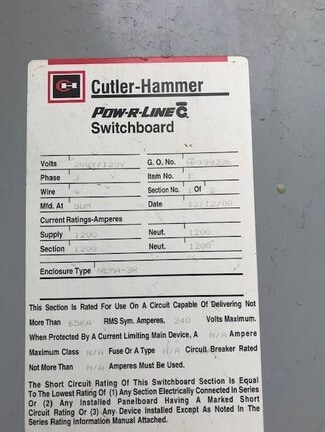 Cutler-Hammer
POW-R-LINE C
Switchboard
Volts 208Y/120V G. O. No.
Phase 3 Item No.
Wire 4 Section No. 1 Of 2
Mfd. At SUM Date 12/12/00
Current Ratings-Amperes
Supply 1200 Neut. 1200
Section 1200 Neut. 1200
Enclosure Type NEMA-3R
This Section Is Rated For Use On A Circuit Capable Of Delivering Not
More Than 65KA RMS Sym. Amperes, 240 Volts Maximum.
When Protected By A Current Limiting Main Device, A N/A Ampere
Maximum Class N/A Fuse Or A Type N/A Circuit Breaker Rated
Not More Than N/A Amperes Must Be Used.
The Short Circuit Rating Of This Switchboard Section Is Equal
To The Lowest Rating Of (1) Any Section Electrically Connected In Series
Or (2) Any Installed Panelboard Having A Marked Short
Circuit Rating Or (3) Any Device Installed Except As Noted In The
Series Rating Information Manual Attached.